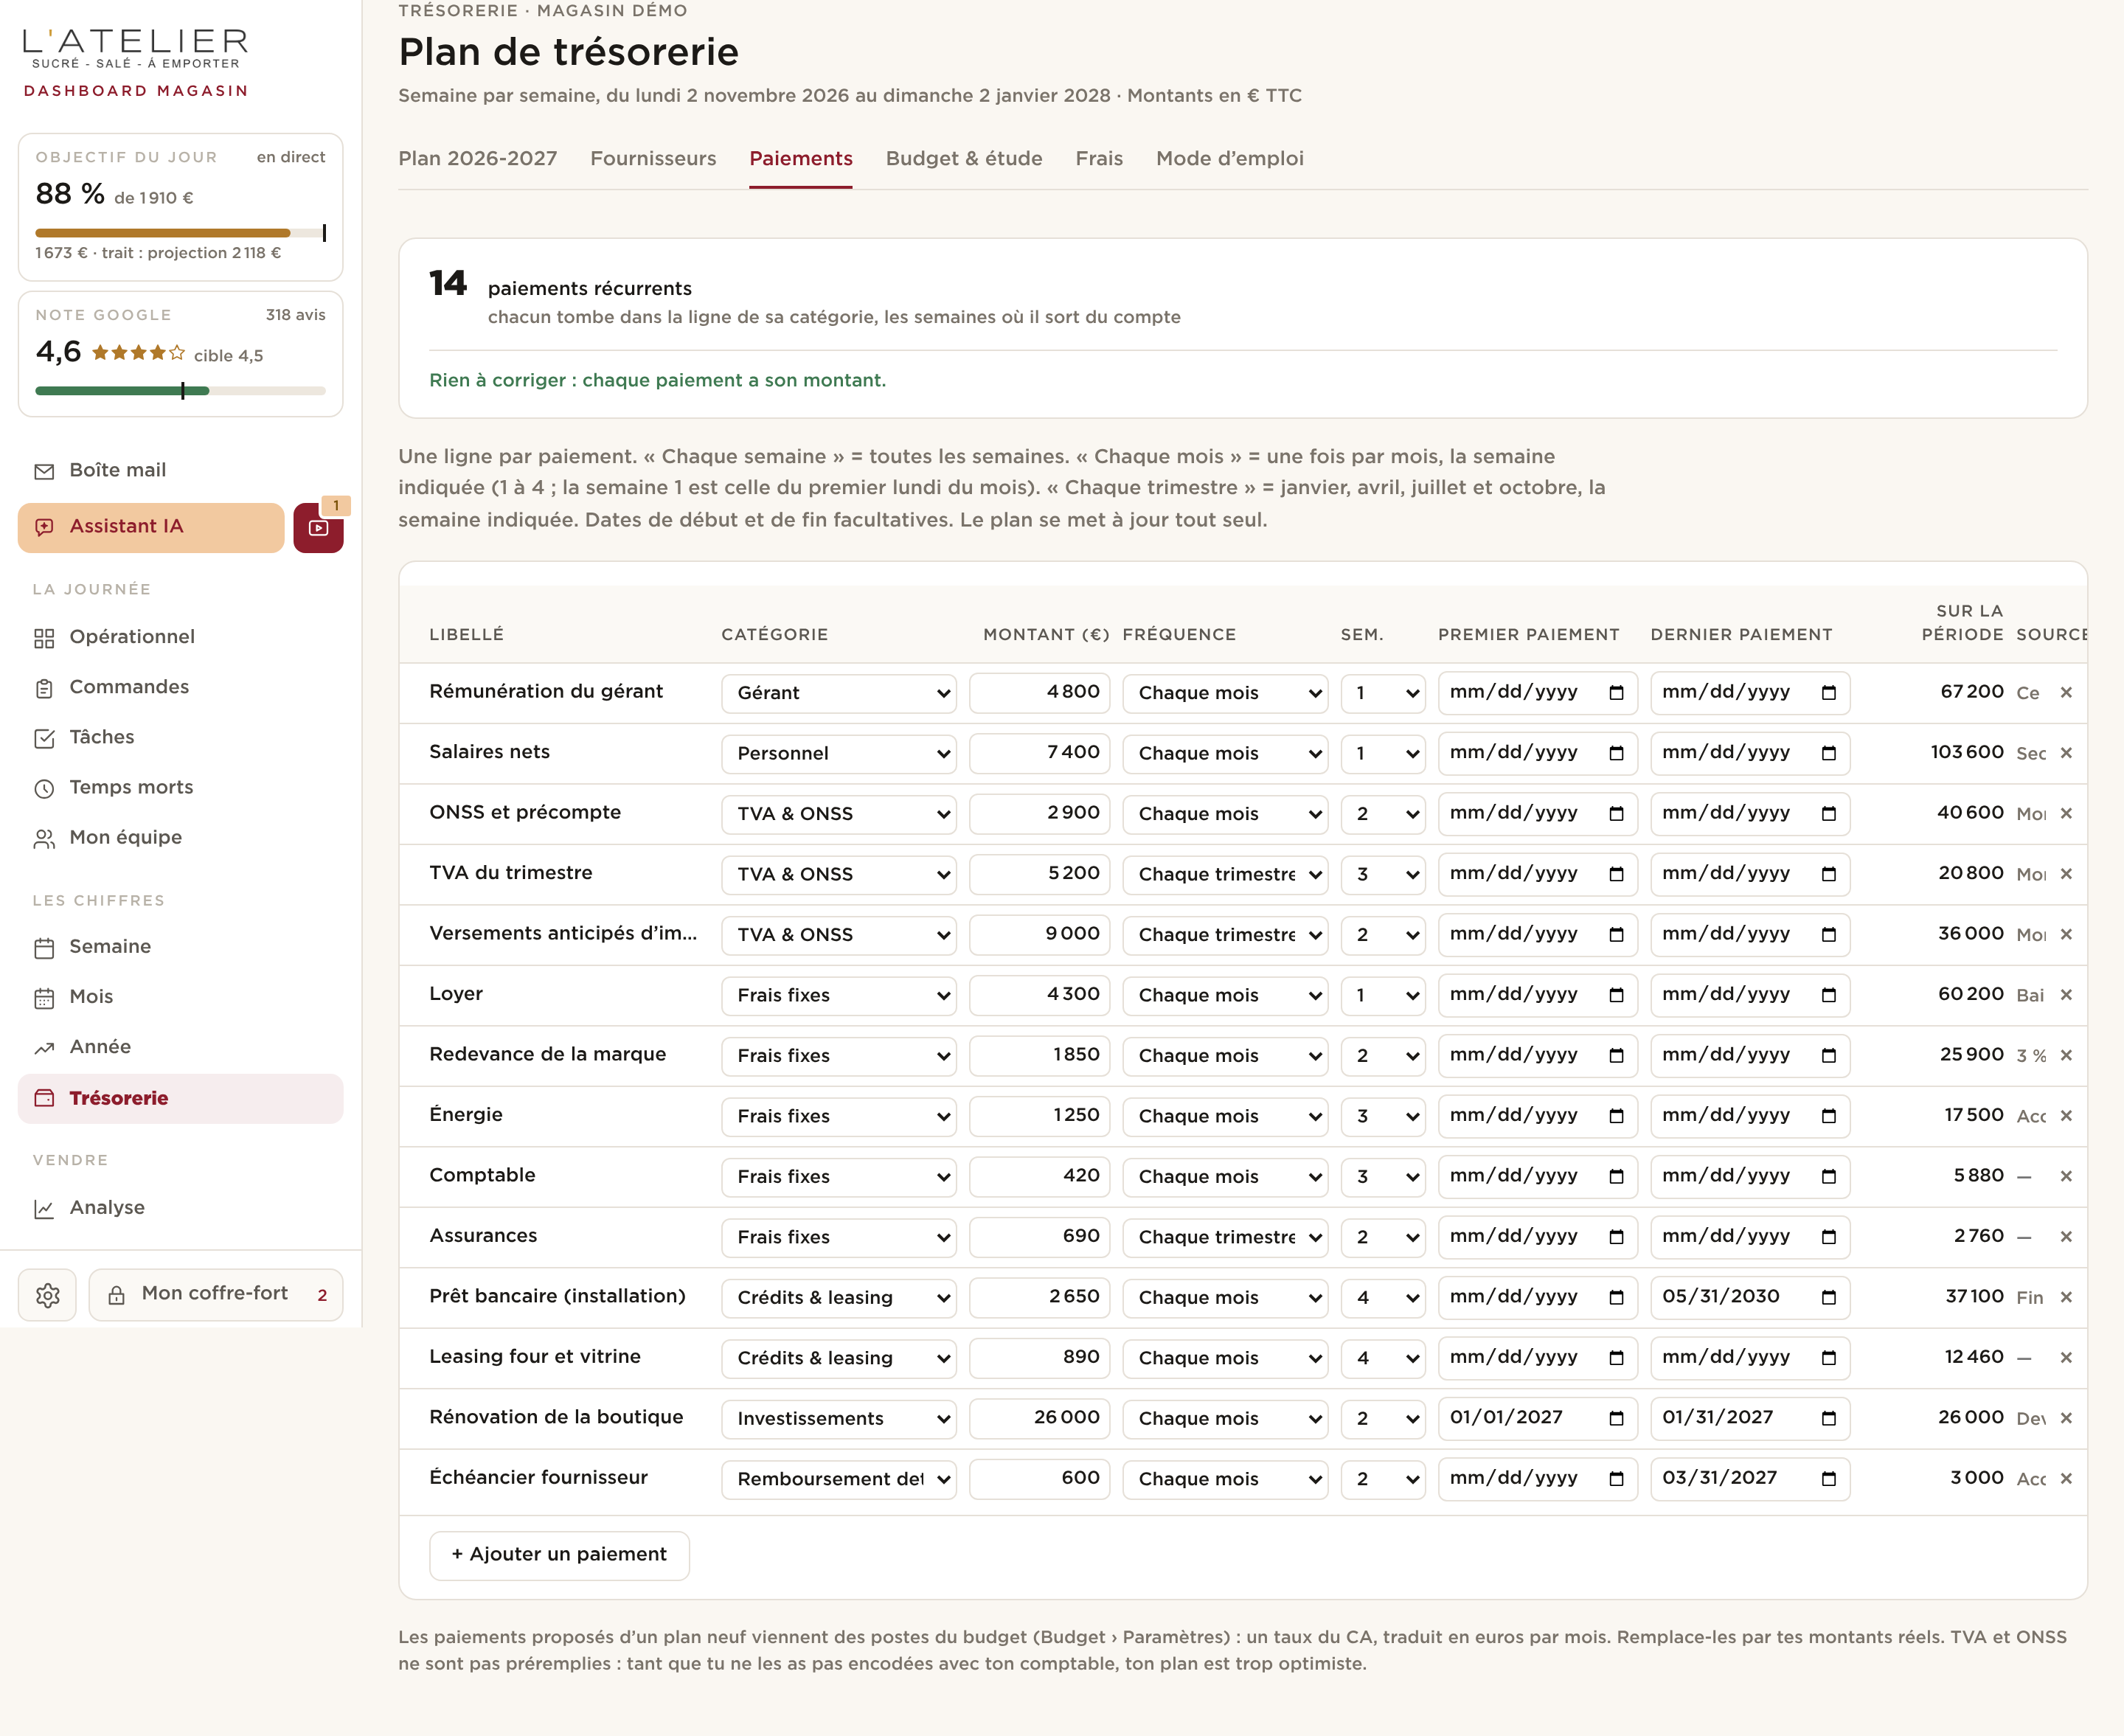 L'ATELIER
SUCRÉ - SALÉ - Á EMPORTER
DASHBOARD MAGASIN
OBJECTIF DU JOUR en direct
88 % de 1 910 €
1 673 € · trait : projection 2 118 €
NOTE GOOGLE 318 avis
4,6 cible 4,5
Boîte mail
Assistant IA 1
LA JOURNÉE
Opérationnel
Commandes
Tâches
Temps morts
Mon équipe
LES CHIFFRES
Semaine
Mois
Année
Trésorerie
VENDRE
Analyse
Mon coffre-fort 2
TRÉSORERIE · MAGASIN DÉMO
Plan de trésorerie
Semaine par semaine, du lundi 2 novembre 2026 au dimanche 2 janvier 2028 · Montants en € TTC
Plan 2026-2027 Fournisseurs Paiements Budget & étude Frais Mode d’emploi
14 paiements récurrents
chacun tombe dans la ligne de sa catégorie, les semaines où il sort du compte
Rien à corriger : chaque paiement a son montant.
Une ligne par paiement. « Chaque semaine » = toutes les semaines. « Chaque mois » = une fois par mois, la semaine
indiquée (1 à 4 ; la semaine 1 est celle du premier lundi du mois). « Chaque trimestre » = janvier, avril, juillet et octobre, la
semaine indiquée. Dates de début et de fin facultatives. Le plan se met à jour tout seul.
LIBELLÉ CATÉGORIE MONTANT (€) FRÉQUENCE SEM. PREMIER PAIEMENT DERNIER PAIEMENT SUR LA PÉRIODE SOURCE
Rémunération du gérant Gérant 4 800 Chaque mois 1 mm/dd/yyyy mm/dd/yyyy 67 200 Ce ×
Salaires nets Personnel 7 400 Chaque mois 1 mm/dd/yyyy mm/dd/yyyy 103 600 Sec ×
ONSS et précompte TVA & ONSS 2 900 Chaque mois 2 mm/dd/yyyy mm/dd/yyyy 40 600 ×
TVA du trimestre TVA & ONSS 5 200 Chaque trimestre 3 mm/dd/yyyy mm/dd/yyyy 20 800 ×
Versements anticipés d’im... TVA & ONSS 9 000 Chaque trimestre 2 mm/dd/yyyy mm/dd/yyyy 36 000 ×
Loyer Frais fixes 4 300 Chaque mois 1 mm/dd/yyyy mm/dd/yyyy 60 200 Bai ×
Redevance de la marque Frais fixes 1 850 Chaque mois 2 mm/dd/yyyy mm/dd/yyyy 25 900 3 % ×
Énergie Frais fixes 1 250 Chaque mois 3 mm/dd/yyyy mm/dd/yyyy 17 500 ×
Comptable Frais fixes 420 Chaque mois 3 mm/dd/yyyy mm/dd/yyyy 5 880 — ×
Assurances Frais fixes 690 Chaque trimestre 2 mm/dd/yyyy mm/dd/yyyy 2 760 — ×
Prêt bancaire (installation) Crédits & leasing 2 650 Chaque mois 4 mm/dd/yyyy 05/31/2030 37 100 Fin ×
Leasing four et vitrine Crédits & leasing 890 Chaque mois 4 mm/dd/yyyy mm/dd/yyyy 12 460 — ×
Rénovation de la boutique Investissements 26 000 Chaque mois 2 01/01/2027 01/31/2027 26 000 ×
Échéancier fournisseur Remboursement det 600 Chaque mois 2 mm/dd/yyyy 03/31/2027 3 000 ×
+ Ajouter un paiement
Les paiements proposés d’un plan neuf viennent des postes du budget (Budget › Paramètres) : un taux du CA, traduit en euros par mois. Remplace-les par tes montants réels. TVA et ONSS
ne sont pas préremplies : tant que tu ne les as pas encodées avec ton comptable, ton plan est trop optimiste.